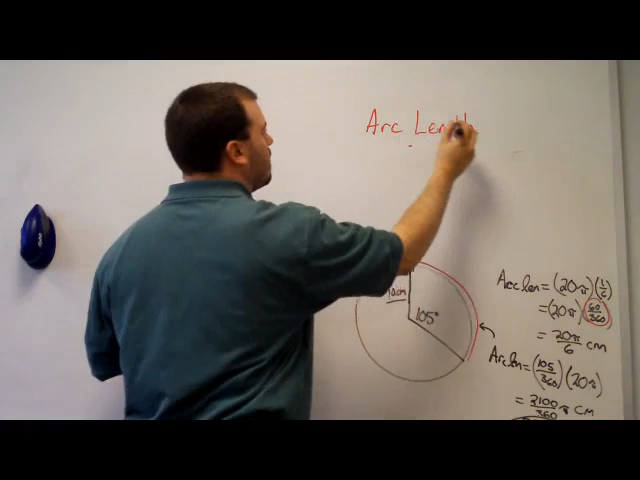 Arc Length
10cm
105°
Arc len = (20π)(1/6)
= (20π)(60/360)
= 20π/6 cm
Arc len = (105/360)(20π)
= 2100/360 π cm